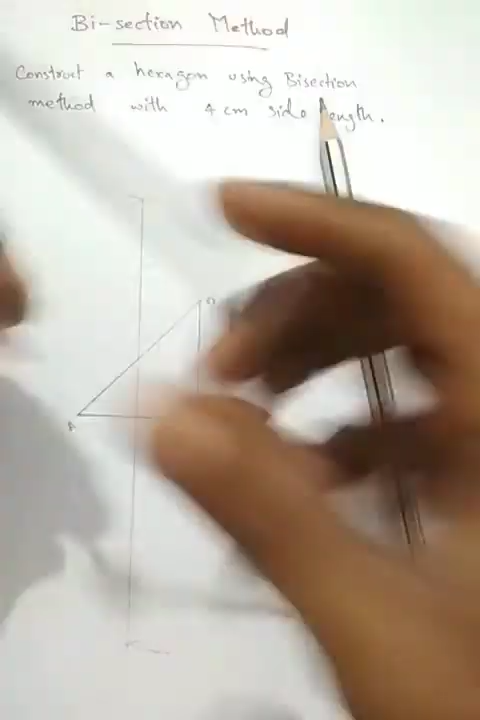 Bi-section Method
Construct a hexagon using Bisection
method with 4 cm side length.
A